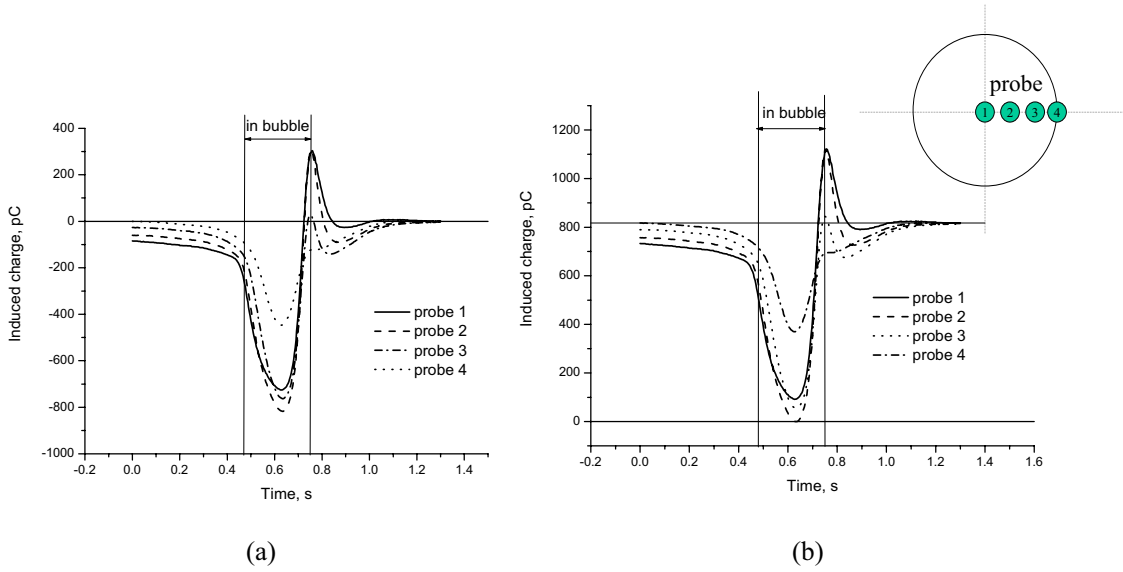 in bubble
400
200
0
-200
-400
-600
-800
-1000
Induced charge, pC
probe 1
probe 2
probe 3
probe 4
-0.2 0.0 0.2 0.4 0.6 0.8 1.0 1.2 1.4
Time, s
(a)
probe
1 2 3 4
in bubble
1200
1000
800
600
400
200
0
Induced charge, pC
probe 1
probe 2
probe 3
probe 4
-0.2 0.0 0.2 0.4 0.6 0.8 1.0 1.2 1.4 1.6
Time, s
(b)